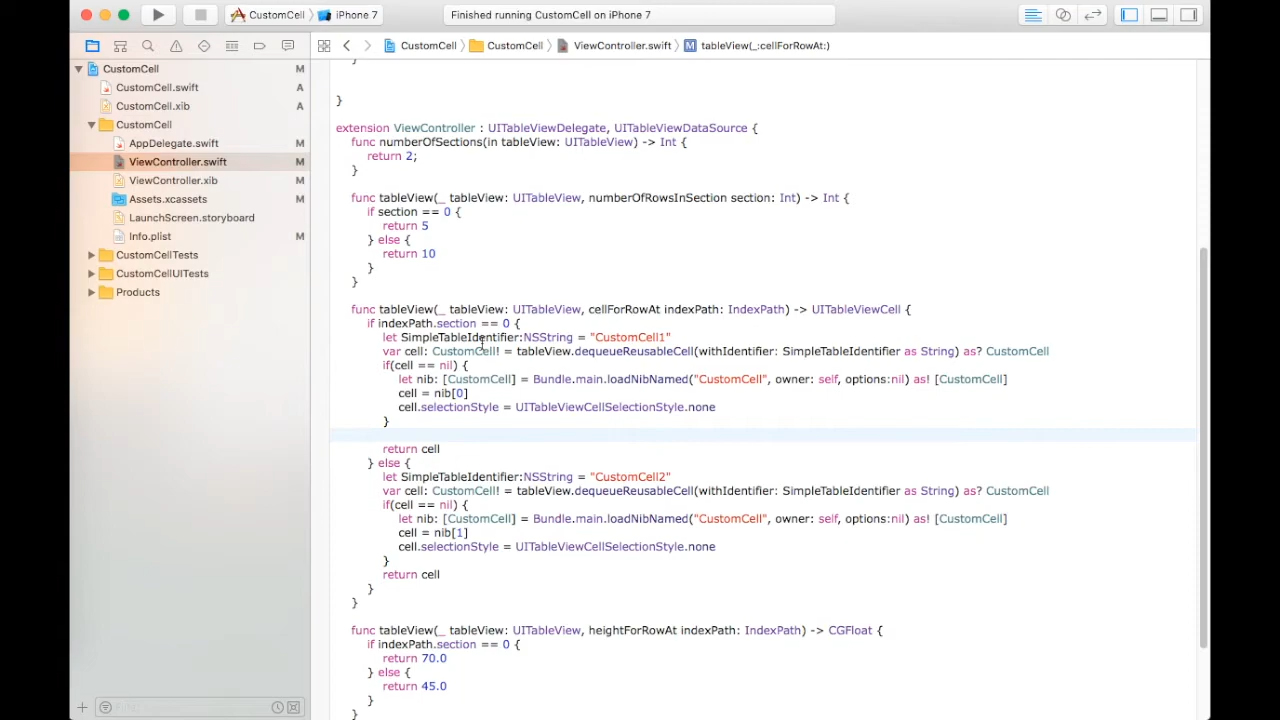 CustomCell
iPhone 7
Finished running CustomCell on iPhone 7
CustomCell
CustomCell
ViewController.swift
M
tableView(_:cellForRowAt:)
CustomCell
M
CustomCell.swift
A
CustomCell.xib
A
CustomCell
AppDelegate.swift
M
ViewController.swift
M
ViewController.xib
M
Assets.xcassets
M
LaunchScreen.storyboard
Info.plist
M
CustomCellTests
CustomCellUITests
Products
}
}
extension ViewController : UITableViewDelegate, UITableViewDataSource {
func numberOfSections(in tableView: UITableView) -> Int {
return 2;
}
func tableView(_ tableView: UITableView, numberOfRowsInSection section: Int) -> Int {
if section == 0 {
return 5
} else {
return 10
}
}
func tableView(_ tableView: UITableView, cellForRowAt indexPath: IndexPath) -> UITableViewCell {
if indexPath.section == 0 {
let SimpleTableIdentifier:NSString = "CustomCell1"
var cell: CustomCell! = tableView.dequeueReusableCell(withIdentifier: SimpleTableIdentifier as String) as? CustomCell
if(cell == nil) {
let nib: [CustomCell] = Bundle.main.loadNibNamed("CustomCell", owner: self, options:nil) as! [CustomCell]
cell = nib[0]
cell.selectionStyle = UITableViewCellSelectionStyle.none
}
return cell
} else {
let SimpleTableIdentifier:NSString = "CustomCell2"
var cell: CustomCell! = tableView.dequeueReusableCell(withIdentifier: SimpleTableIdentifier as String) as? CustomCell
if(cell == nil) {
let nib: [CustomCell] = Bundle.main.loadNibNamed("CustomCell", owner: self, options:nil) as! [CustomCell]
cell = nib[1]
cell.selectionStyle = UITableViewCellSelectionStyle.none
}
return cell
}
}
func tableView(_ tableView: UITableView, heightForRowAt indexPath: IndexPath) -> CGFloat {
if indexPath.section == 0 {
return 70.0
} else {
return 45.0
}
}